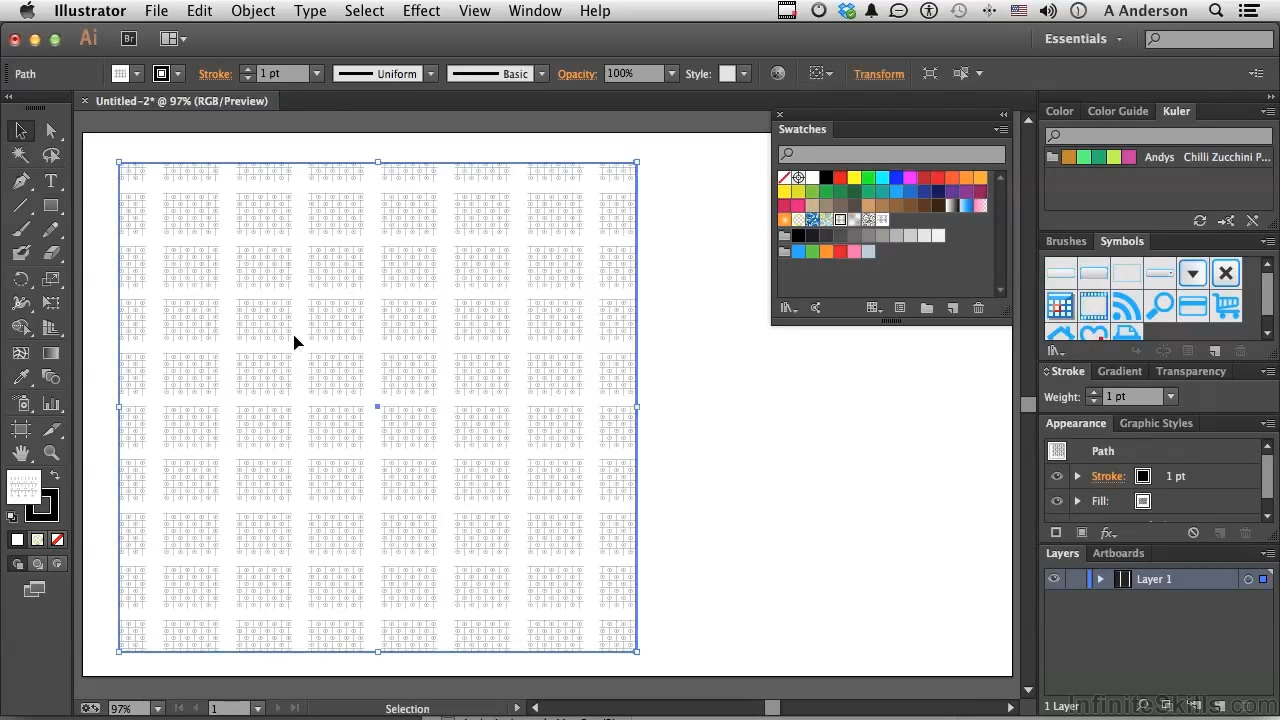 Illustrator File Edit Object Type Select Effect View Window Help A Anderson
Ai Br Essentials
Path Stroke: 1 pt Uniform Basic Opacity: 100% Style: Transform
Untitled-2* @ 97% (RGB/Preview)
Swatches
Color Color Guide Kuler
Andys Chilli Zucchini P...
Brushes Symbols
Stroke Gradient Transparency
Weight: 1 pt
Appearance Graphic Styles
Path
Stroke: 1 pt
Fill:
Layers Artboards
Layer 1
1 Layer
97% 1 Selection
InfiniteSkills.com